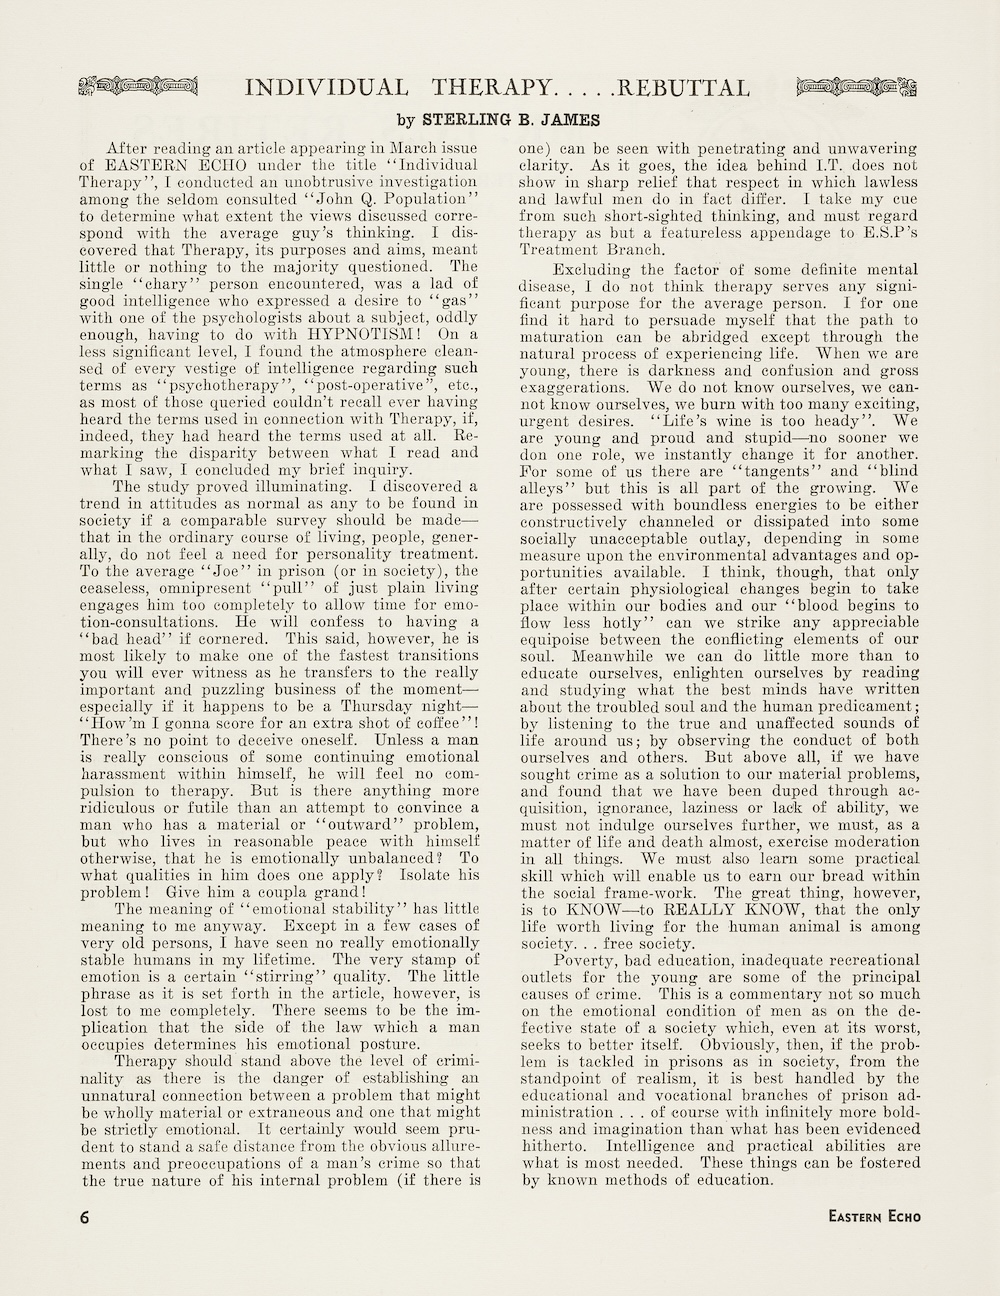 INDIVIDUAL THERAPY. . . . .REBUTTAL
by STERLING B. JAMES
After reading an article appearing in March issue
of EASTERN ECHO under the title "Individual
Therapy", I conducted an unobtrusive investigation
among the seldom consulted "John Q. Population"
to determine what extent the views discussed corre-
spond with the average guy's thinking. I dis-
covered that Therapy, its purposes and aims, meant
little or nothing to the majority questioned. The
single "chary" person encountered, was a lad of
good intelligence who expressed a desire to "gas"
with one of the psychologists about a subject, oddly
enough, having to do with HYPNOTISM! On a
less significant level, I found the atmosphere clean-
sed of every vestige of intelligence regarding such
terms as "psychotherapy", "post-operative", etc.,
as most of those queried couldn't recall ever having
heard the terms used in connection with Therapy, if,
indeed, they had heard the terms used at all. Re-
marking the disparity between what I read and
what I saw, I concluded my brief inquiry.
The study proved illuminating. I discovered a
trend in attitudes as normal as any to be found in
society if a comparable survey should be made—
that in the ordinary course of living, people, gener-
ally, do not feel a need for personality treatment.
To the average "Joe" in prison (or in society), the
ceaseless, omnipresent "pull" of just plain living
engages him too completely to allow time for emo-
tion-consultations. He will confess to having a
"bad head" if cornered. This said, however, he is
most likely to make one of the fastest transitions
you will ever witness as he transfers to the really
important and puzzling business of the moment—
especially if it happens to be a Thursday night—
"How'm I gonna score for an extra shot of coffee"!
There's no point to deceive oneself. Unless a man
is really conscious of some continuing emotional
harassment within himself, he will feel no com-
pulsion to therapy. But is there anything more
ridiculous or futile than an attempt to convince a
man who has a material or "outward" problem,
but who lives in reasonable peace with himself
otherwise, that he is emotionally unbalanced? To
what qualities in him does one apply? Isolate his
problem! Give him a coupla grand!
The meaning of "emotional stability" has little
meaning to me anyway. Except in a few cases of
very old persons, I have seen no really emotionally
stable humans in my lifetime. The very stamp of
emotion is a certain "stirring" quality. The little
phrase as it is set forth in the article, however, is
lost to me completely. There seems to be the im-
plication that the side of the law which a man
occupies determines his emotional posture.
Therapy should stand above the level of crimi-
nality as there is the danger of establishing an
unnatural connection between a problem that might
be wholly material or extraneous and one that might
be strictly emotional. It certainly would seem pru-
dent to stand a safe distance from the obvious allure-
ments and preoccupations of a man's crime so that
the true nature of his internal problem (if there is
one) can be seen with penetrating and unwavering
clarity. As it goes, the idea behind I.T. does not
show in sharp relief that respect in which lawless
and lawful men do in fact differ. I take my cue
from such short-sighted thinking, and must regard
therapy as but a featureless appendage to E.S.P's
Treatment Branch.
Excluding the factor of some definite mental
disease, I do not think therapy serves any signi-
ficant purpose for the average person. I for one
find it hard to persuade myself that the path to
maturation can be abridged except through the
natural process of experiencing life. When we are
young, there is darkness and confusion and gross
exaggerations. We do not know ourselves, we can-
not know ourselves, we burn with too many exciting,
urgent desires. "Life's wine is too heady". We
are young and proud and stupid—no sooner we
don one role, we instantly change it for another.
For some of us there are "tangents" and "blind
alleys" but this is all part of the growing. We
are possessed with boundless energies to be either
constructively channeled or dissipated into some
socially unacceptable outlay, depending in some
measure upon the environmental advantages and op-
portunities available. I think, though, that only
after certain physiological changes begin to take
place within our bodies and our "blood begins to
flow less hotly" can we strike any appreciable
equipoise between the conflicting elements of our
soul. Meanwhile we can do little more than to
educate ourselves, enlighten ourselves by reading
and studying what the best minds have written
about the troubled soul and the human predicament;
by listening to the true and unaffected sounds of
life around us; by observing the conduct of both
ourselves and others. But above all, if we have
sought crime as a solution to our material problems,
and found that we have been duped through ac-
quisition, ignorance, laziness or lack of ability, we
must not indulge ourselves further, we must, as a
matter of life and death almost, exercise moderation
in all things. We must also learn some practical
skill which will enable us to earn our bread within
the social frame-work. The great thing, however,
is to KNOW—to REALLY KNOW, that the only
life worth living for the human animal is among
society. . . free society.
Poverty, bad education, inadequate recreational
outlets for the young are some of the principal
causes of crime. This is a commentary not so much
on the emotional condition of men as on the de-
fective state of a society which, even at its worst,
seeks to better itself. Obviously, then, if the prob-
lem is tackled in prisons as in society, from the
standpoint of realism, it is best handled by the
educational and vocational branches of prison ad-
ministration . . . of course with infinitely more bold-
ness and imagination than what has been evidenced
hitherto. Intelligence and practical abilities are
what is most needed. These things can be fostered
by known methods of education.
6
EASTERN ECHO